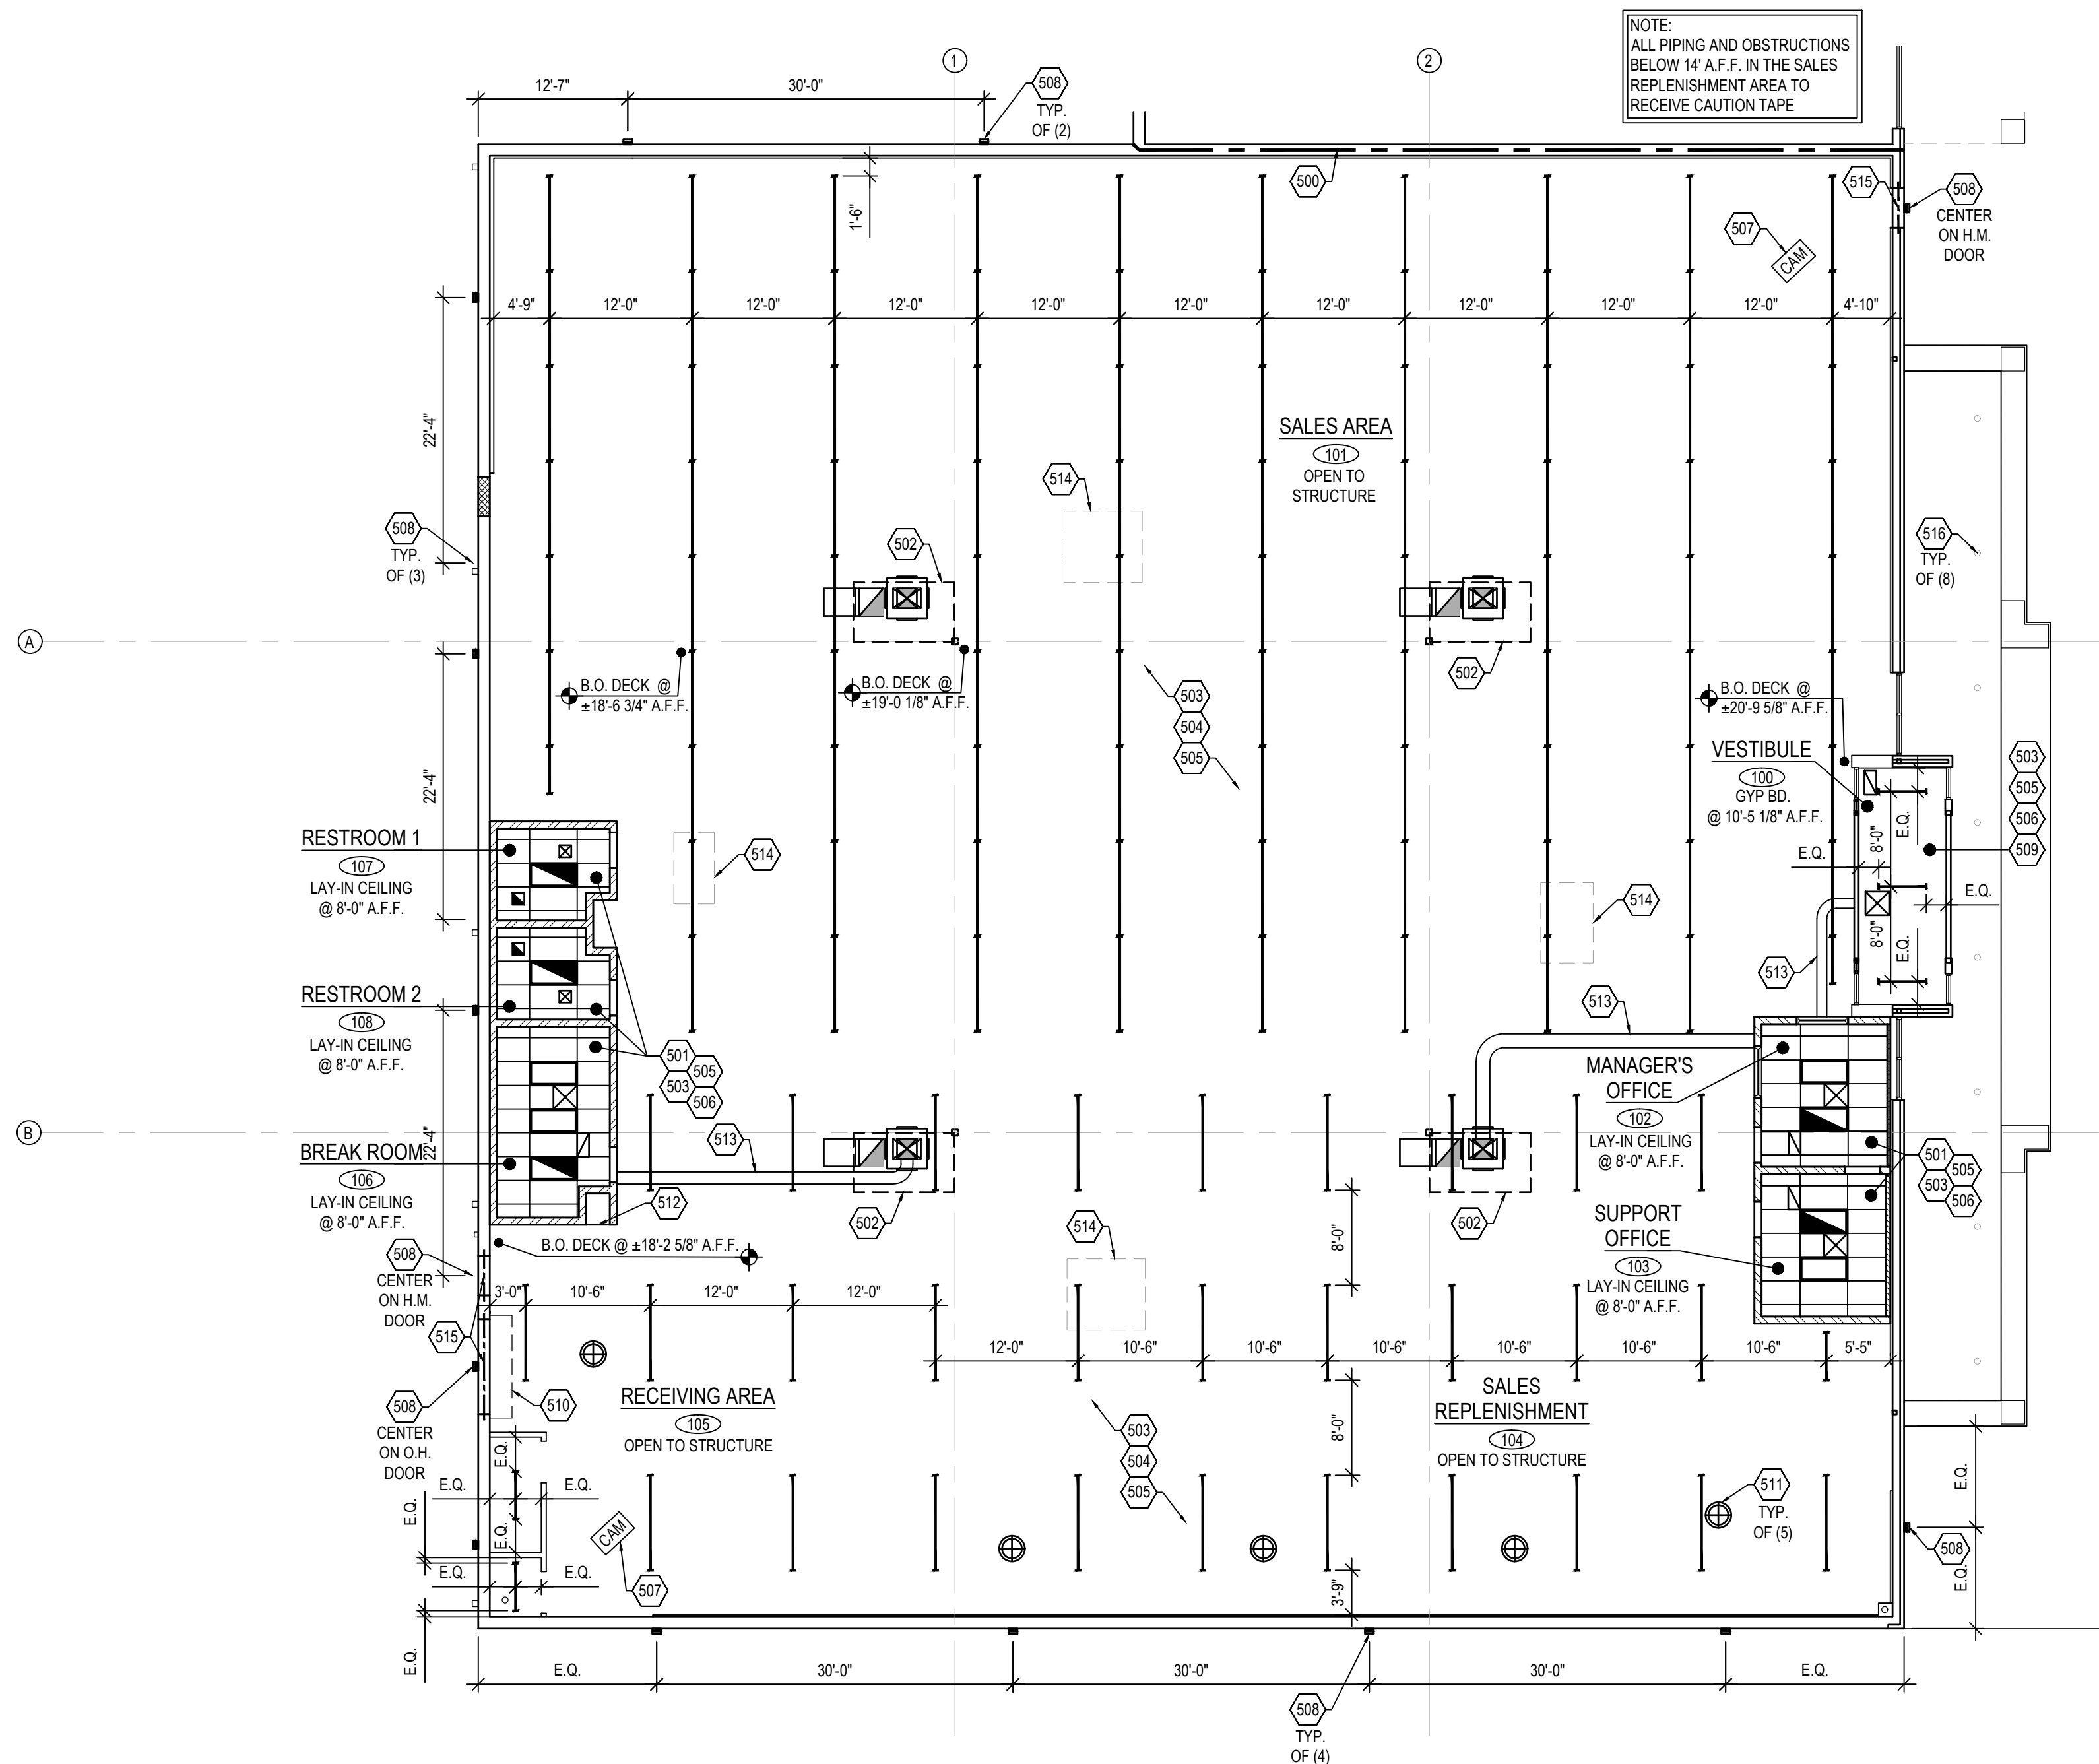 NOTE:
ALL PIPING AND OBSTRUCTIONS
BELOW 14' A.F.F. IN THE SALES
REPLENISHMENT AREA TO
RECEIVE CAUTION TAPE
1
2
12'-7"
30'-0"
508
TYP.
OF (2)
500
515
508
CENTER
ON H.M.
DOOR
1'-6"
507
CAM
4'-9"
12'-0"
12'-0"
12'-0"
12'-0"
12'-0"
12'-0"
12'-0"
12'-0"
12'-0"
4'-10"
22'-4"
SALES AREA
101
OPEN TO
STRUCTURE
514
508
TYP.
OF (3)
502
516
TYP.
OF (8)
A
502
B.O. DECK @
±18'-6 3/4" A.F.F.
B.O. DECK @
±19'-0 1/8" A.F.F.
503
504
505
B.O. DECK @
±20'-9 5/8" A.F.F.
22'-4"
VESTIBULE
100
GYP BD.
@ 10'-5 1/8" A.F.F.
503
505
506
509
E.Q.
8'-0"
E.Q.
E.Q.
8'-0"
E.Q.
RESTROOM 1
107
LAY-IN CEILING
@ 8'-0" A.F.F.
514
514
513
RESTROOM 2
108
LAY-IN CEILING
@ 8'-0" A.F.F.
501
505
503
506
513
MANAGER'S
OFFICE
102
LAY-IN CEILING
@ 8'-0" A.F.F.
B
22'-4"
BREAK ROOM
106
LAY-IN CEILING
@ 8'-0" A.F.F.
513
501
505
503
506
512
502
514
502
SUPPORT
OFFICE
103
LAY-IN CEILING
@ 8'-0" A.F.F.
B.O. DECK @ ±18'-2 5/8" A.F.F.
8'-0"
508
CENTER
ON H.M.
DOOR
515
3'-0"
10'-6"
12'-0"
12'-0"
12'-0"
10'-6"
10'-6"
10'-6"
10'-6"
10'-6"
10'-6"
5'-5"
508
CENTER
ON O.H.
DOOR
510
RECEIVING AREA
105
OPEN TO STRUCTURE
503
504
505
8'-0"
SALES
REPLENISHMENT
104
OPEN TO STRUCTURE
511
TYP.
OF (5)
E.Q.
E.Q.
E.Q.
E.Q.
E.Q.
E.Q.
E.Q.
E.Q.
CAM
507
3'-9"
E.Q.
508
E.Q.
E.Q.
30'-0"
30'-0"
30'-0"
E.Q.
508
TYP.
OF (4)